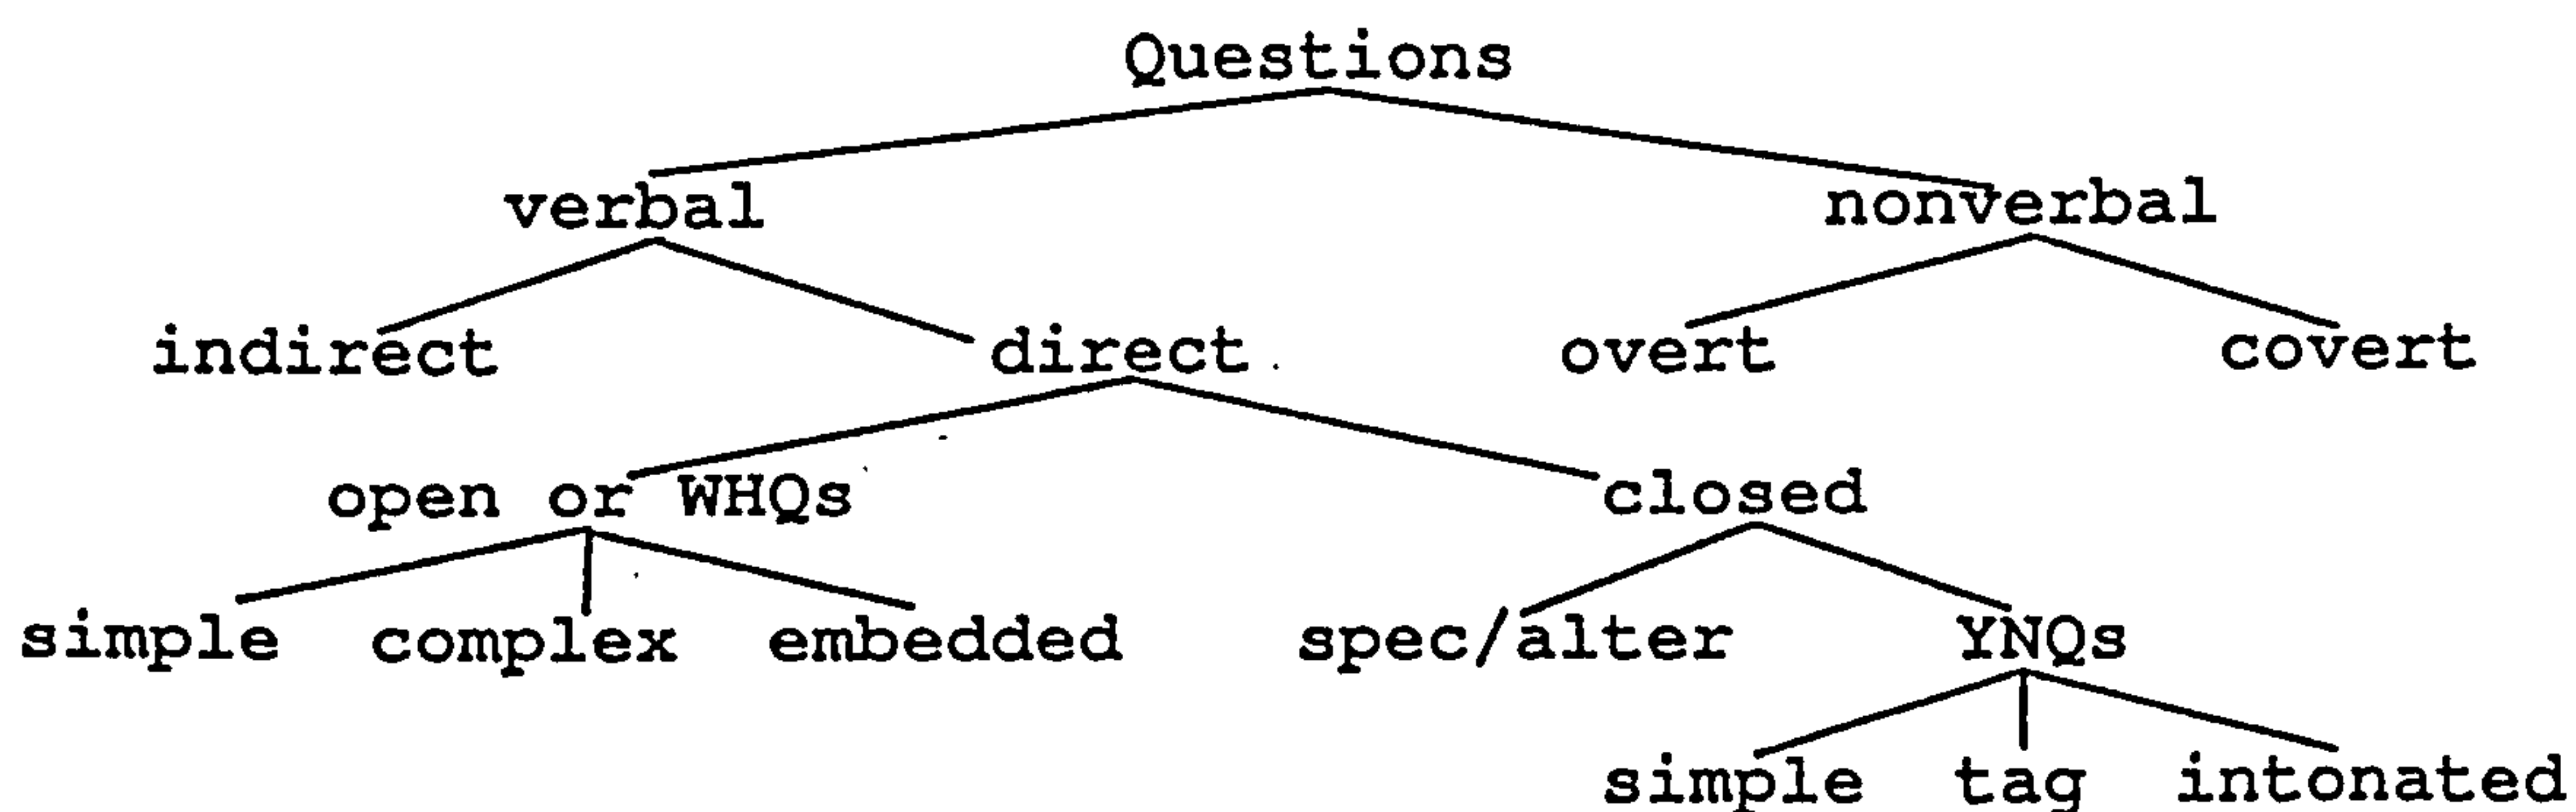 Questions
verbal nonverbal
indirect direct overt covert
open or WHQs closed
simple complex embedded spec/alter YNQs
simple tag intonated